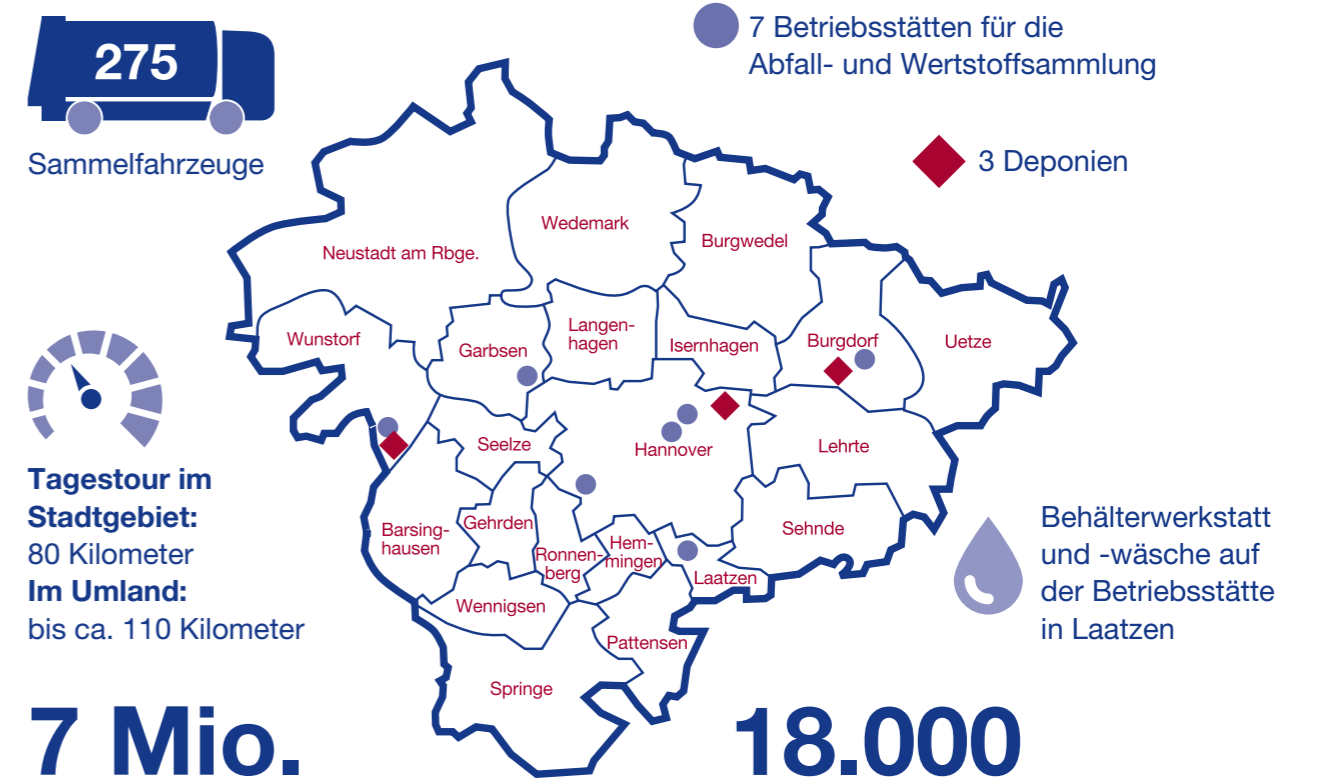 275
Sammelfahrzeuge
7 Betriebsstätten für die
Abfall- und Wertstoffsammlung
3 Deponien
Wedemark
Burgwedel
Neustadt am Rbge.
Langen-
hagen
Wunstorf
Garbsen
Isernhagen
Burgdorf
Uetze
Seelze
Hannover
Lehrte
Barsing-
hausen
Gehrden
Ronnen-
berg
Hem-
mingen
Sehnde
Laatzen
Wennigsen
Pattensen
Springe
Tagestour im
Stadtgebiet:
80 Kilometer
Im Umland:
bis ca. 110 Kilometer
Behälterwerkstatt
und -wäsche auf
der Betriebsstätte
in Laatzen
7 Mio.
18.000